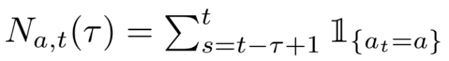 $N_{a,t}(\tau) = \sum_{s=t-\tau+1}^{t} \mathbb{1}_{\{a_t=a\}}$